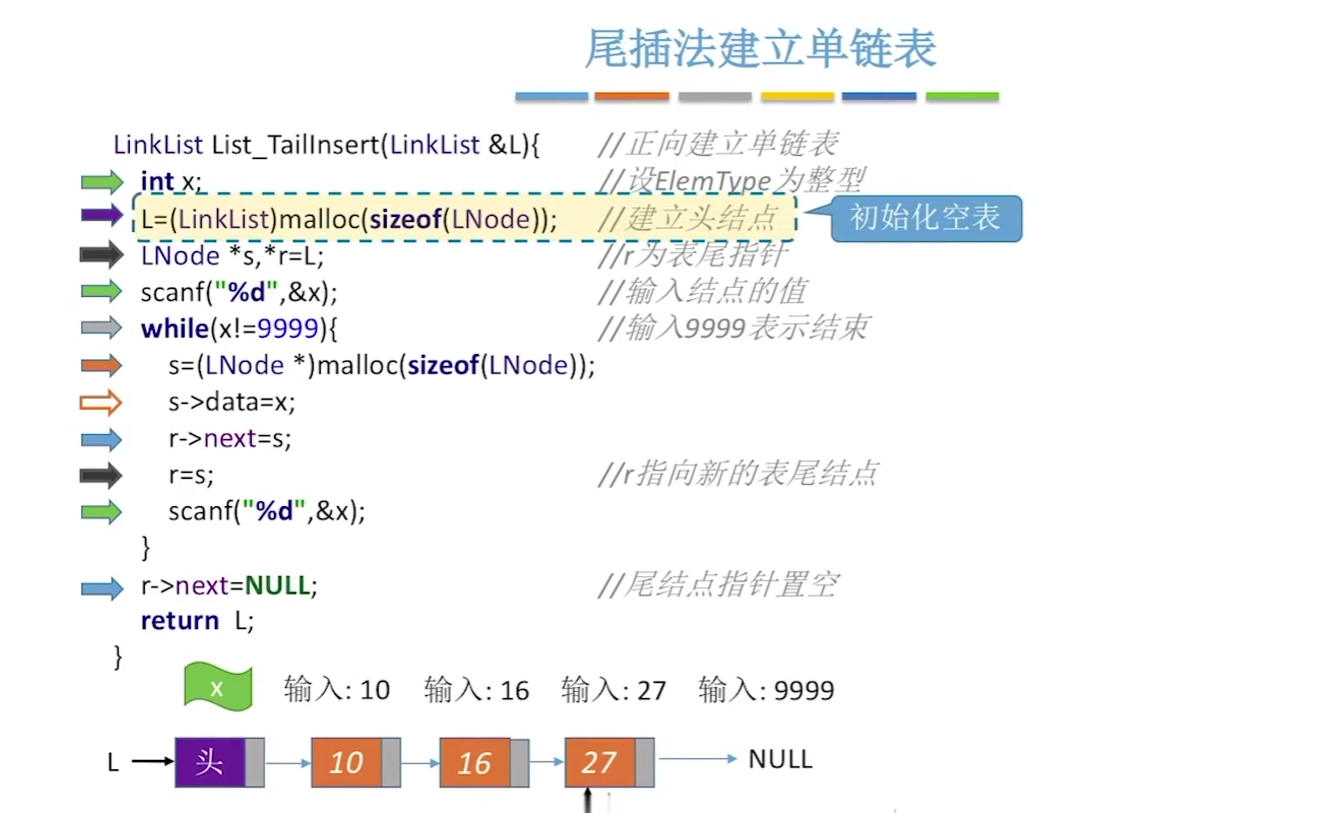 尾插法建立单链表
LinkList List_TailInsert(LinkList &L){ //正向建立单链表
int x; //设ElemType为整型
L=(LinkList)malloc(sizeof(LNode)); //建立头结点 初始化空表
LNode *s,*r=L; //r为表尾指针
scanf("%d",&x); //输入结点的值
while(x!=9999){ //输入9999表示结束
s=(LNode *)malloc(sizeof(LNode));
s->data=x;
r->next=s;
r=s; //r指向新的表尾结点
scanf("%d",&x);
}
r->next=NULL; //尾结点指针置空
return L;
}
x 输入: 10 输入: 16 输入: 27 输入: 9999
L 头 10 16 27 NULL